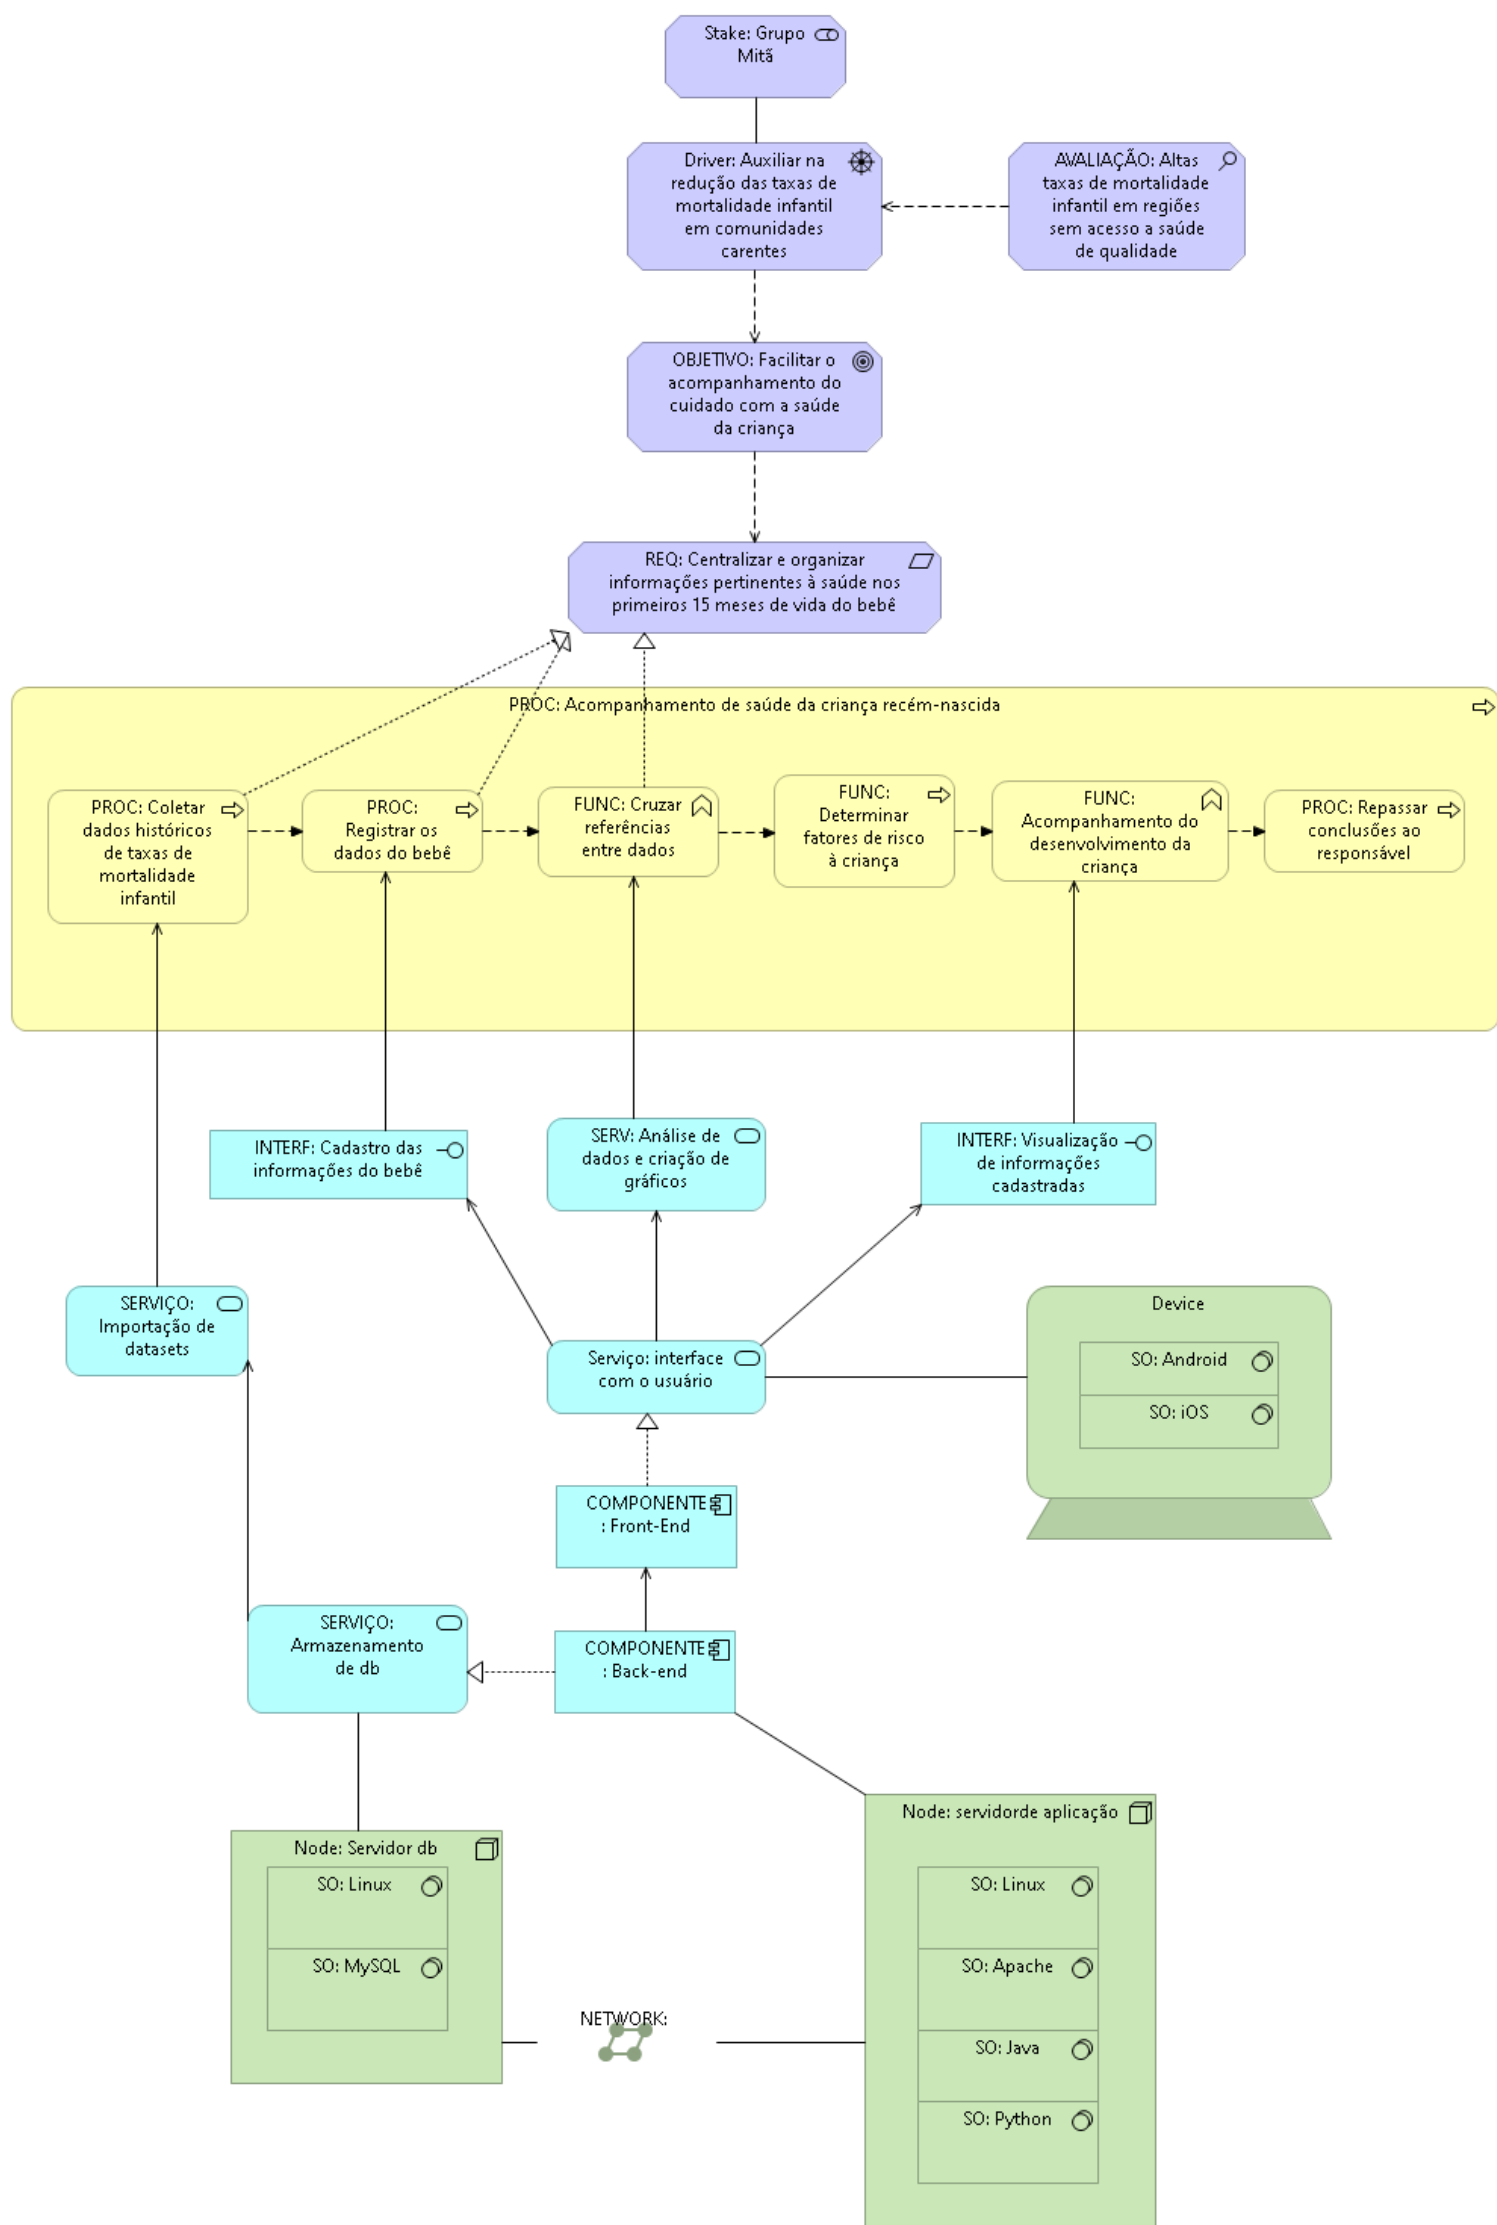 Stake: Grupo
Mitã
Driver: Auxiliar na
redução das taxas de
mortalidade infantil
em comunidades
carentes
AVALIAÇÃO: Altas
taxas de mortalidade
infantil em regiões
sem acesso a saúde
de qualidade
OBJETIVO: Facilitar o
acompanhamento do
cuidado com a saúde
da criança
REQ: Centralizar e organizar
informações pertinentes à saúde nos
primeiros 15 meses de vida do bebê
PROC: Acompanhamento de saúde da criança recém-nascida
PROC: Coletar
dados históricos
de taxas de
mortalidade
infantil
PROC:
Registrar os
dados do bebê
FUNC: Cruzar
referências
entre dados
FUNC:
Determinar
fatores de risco
à criança
FUNC:
Acompanhamento do
desenvolvimento da
criança
PROC: Repassar
conclusões ao
responsável
INTERF: Cadastro das
informações do bebê
SERV: Análise de
dados e criação de
gráficos
INTERF: Visualização
de informações
cadastradas
SERVIÇO:
Importação de
datasets
Serviço: interface
com o usuário
Device
SO: Android
SO: iOS
COMPONENTE
: Front-End
SERVIÇO:
Armazenamento
de db
COMPONENTE
: Back-end
Node: Servidor db
SO: Linux
SO: MySQL
NETWORK:
Node: servidorde aplicação
SO: Linux
SO: Apache
SO: Java
SO: Python